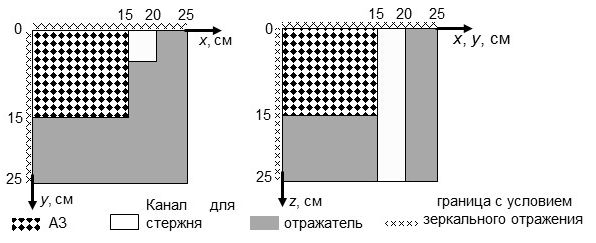 15 20 25
0
x, см
15
25
y, см
15 20 25
0
x, y, см
15
25
z, см
АЗ
Канал для
стержня
отражатель
граница с условием
зеркального отражения